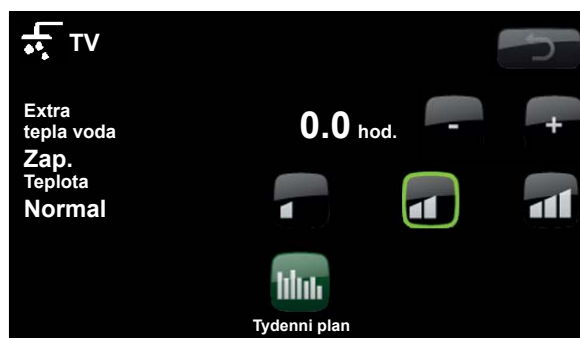 TV
Extra
tepla voda
0.0 hod.
-
+
Zap.
Teplota
Normal
Tydenni plan